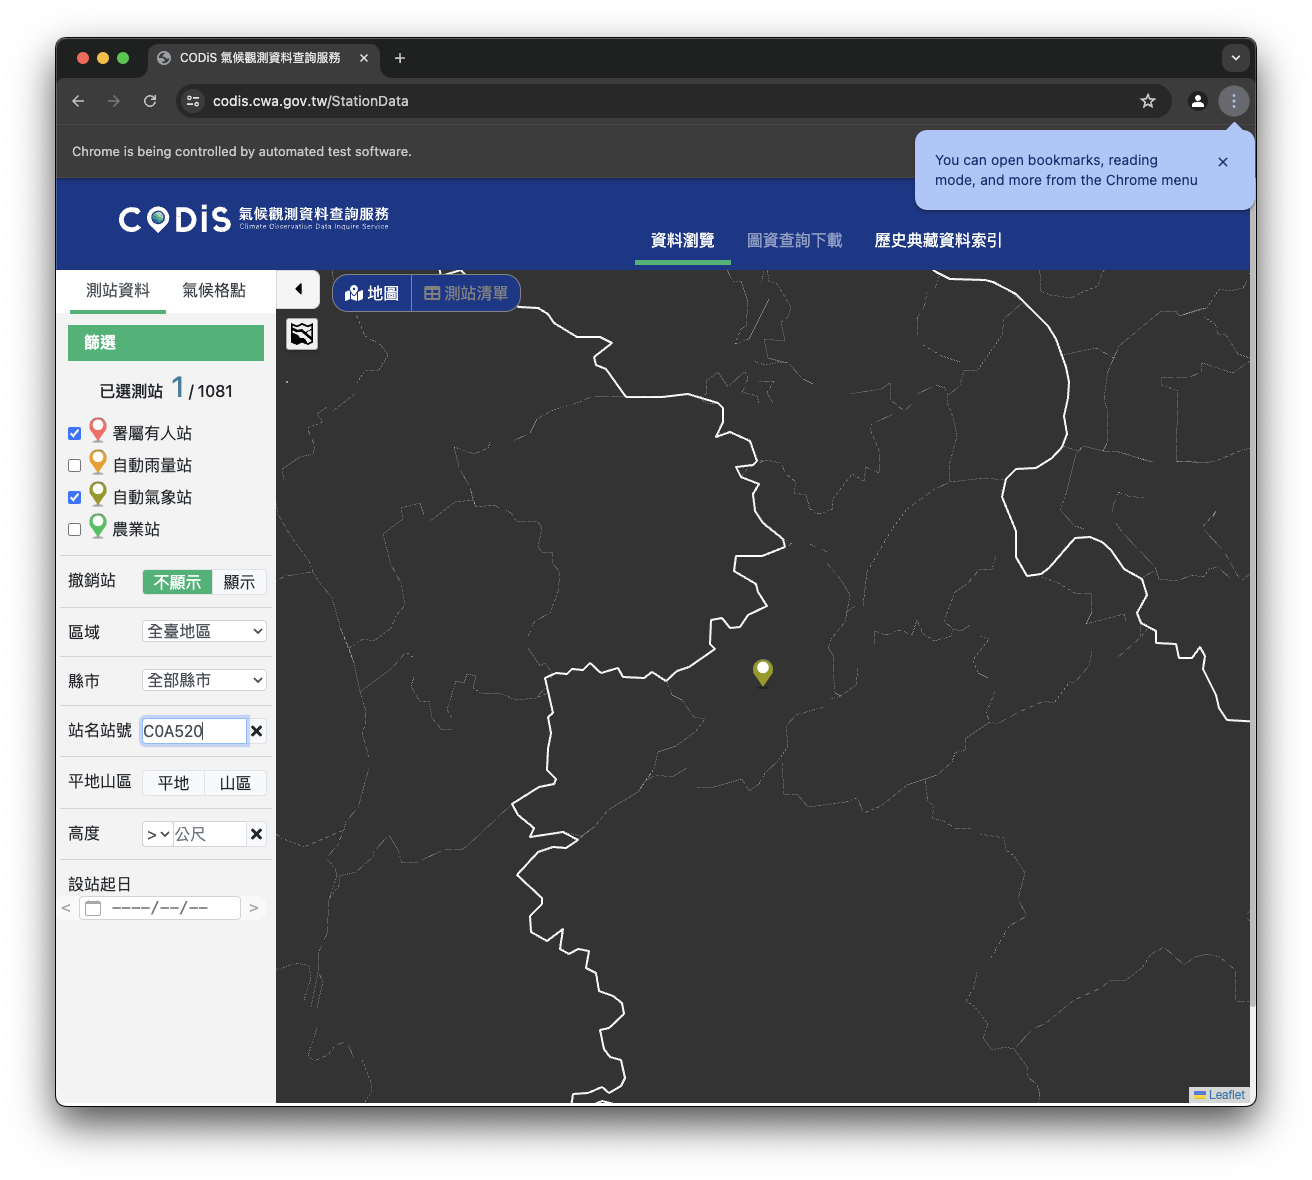 CODiS 氣候觀測資料查詢服務
codis.cwa.gov.tw/StationData
Chrome is being controlled by automated test software.
You can open bookmarks, reading
mode, and more from the Chrome menu
CODiS 氣候觀測資料查詢服務
Climate Observation Data Inquire Service
資料瀏覽 圖資查詢下載 歷史典藏資料索引
測站資料 氣候格點
地圖 測站清單
篩選
已選測站 1 / 1081
署屬有人站
自動雨量站
自動氣象站
農業站
撤銷站 不顯示 顯示
區域 全臺地區
縣市 全部縣市
站名站號 C0A520
平地山區 平地 山區
高度 > 公尺
設站起日
< ----/--/-- >
Leaflet